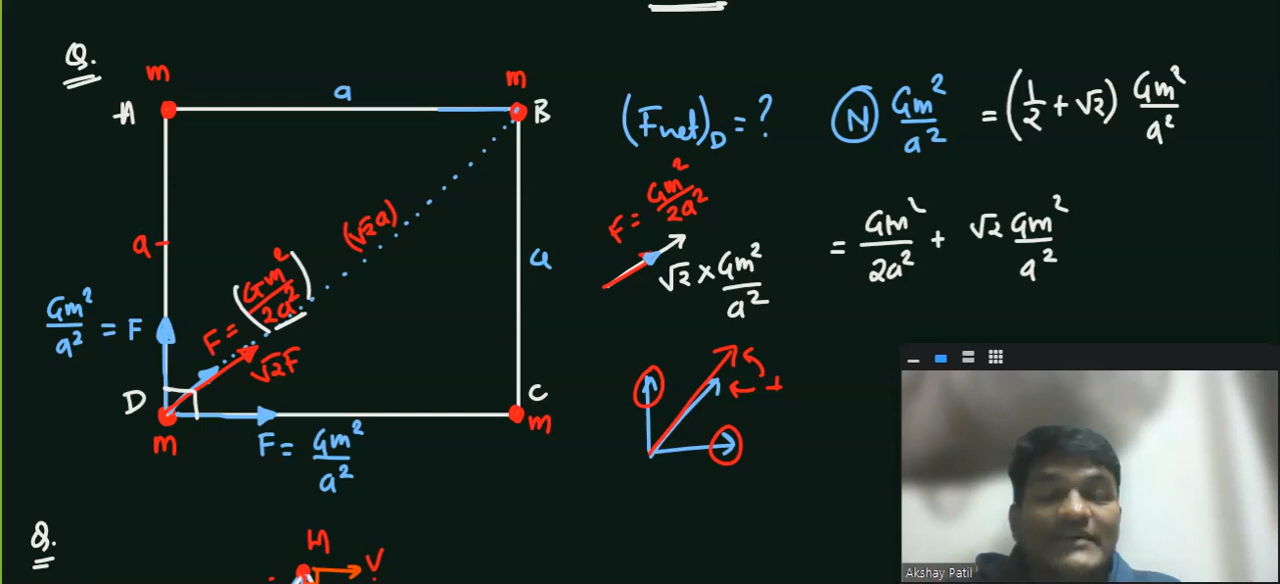 Q.
m
m
A
a
B
(Fnet)D = ?
N Gm²/a² = (1/2 + √2) Gm²/a²
F = Gm²/2a²
√2 × Gm²/a²
= Gm²/2a² + √2 Gm²/a²
a
(√2a)
a
Gm²/a² = F
F = (Gm²/2a²)
√2F
D
C
m
m
F = Gm²/a²
+
Q.
M
V
Akshay Patil